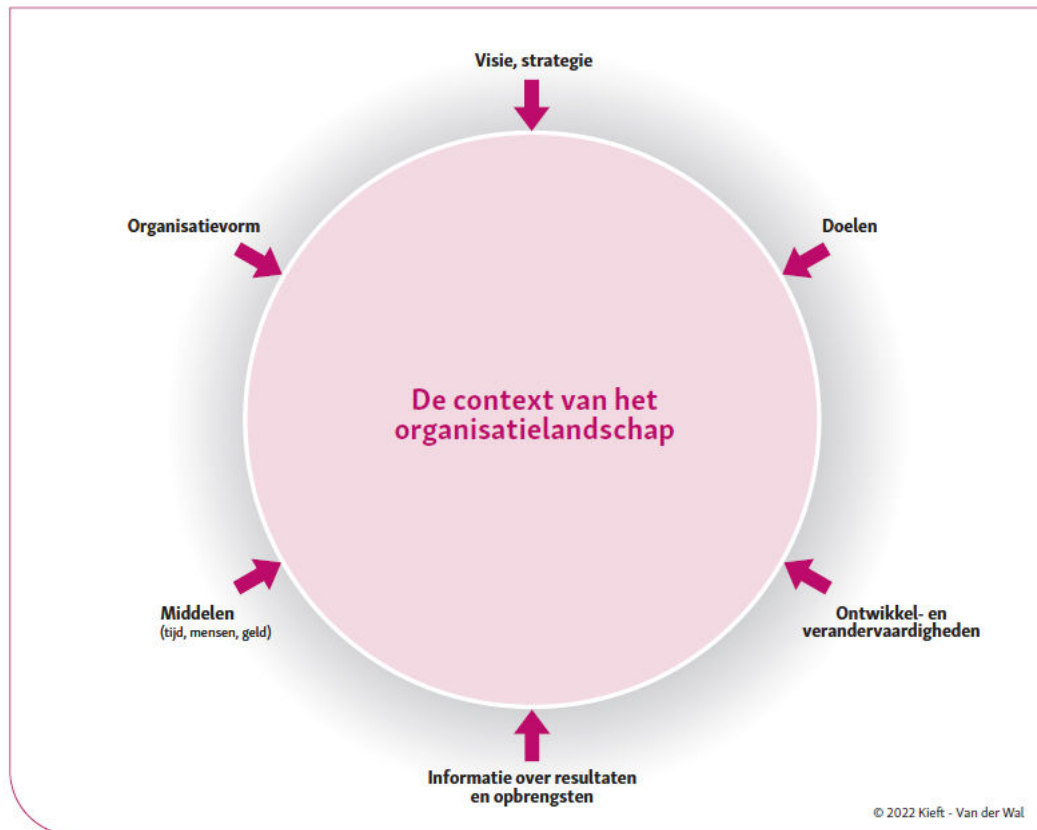 Visie, strategie
Organisatievorm
Doelen
De context van het
organisatielandschap
Middelen
(tijd, mensen, geld)
Ontwikkel- en
verandervaardigheden
Informatie over resultaten
en opbrengsten
© 2022 Kieft - Van der Wal